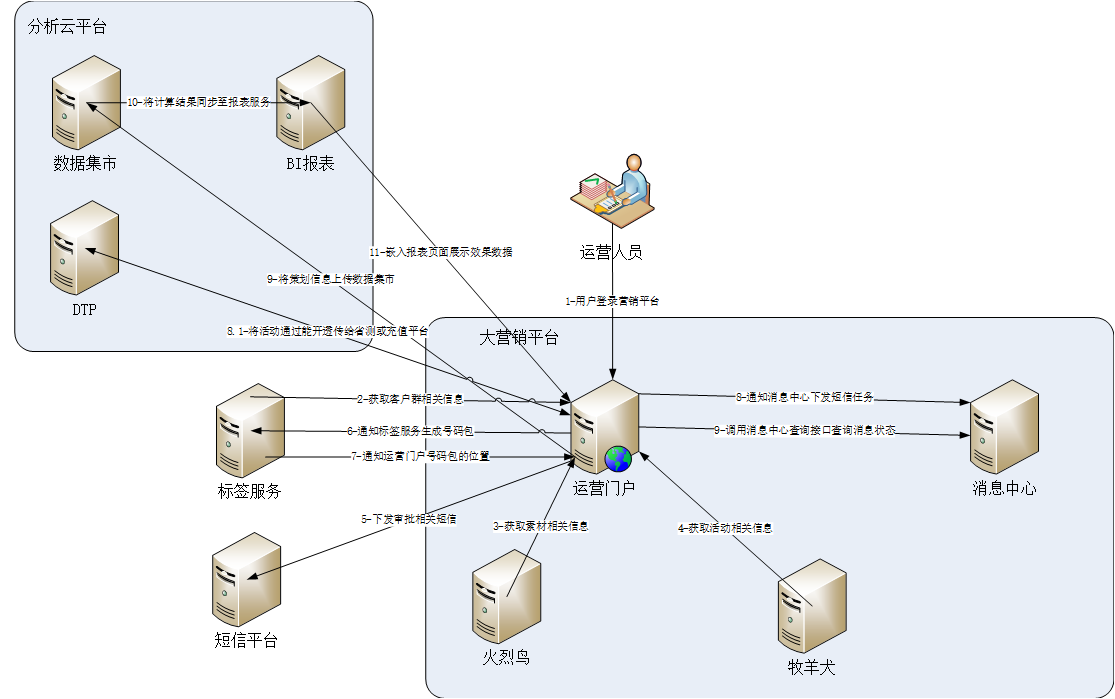 分析云平台
10-将计算结果同步至报表服务
数据集市
BI报表
DTP
11-嵌入报表页面展示效果数据
9-将策划信息上传数据集市
8.1-将活动通过能开透传给省测或充值平台
运营人员
1-用户登录营销平台
大营销平台
2-获取客户群相关信息
6-通知标签服务生成号码包
7-通知运营门户号码包的位置
标签服务
8-通知消息中心下发短信任务
9-调用消息中心查询接口查询消息状态
运营门户
消息中心
5-下发审批相关短信
3-获取素材相关信息
4-获取活动相关信息
短信平台
火烈鸟
牧羊犬